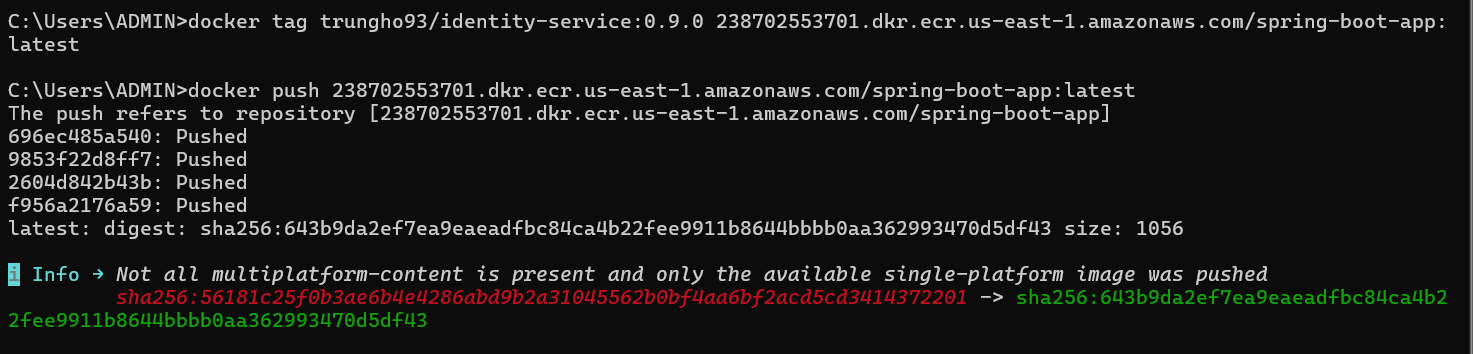 C:\Users\ADMIN>docker tag trungho93/identity-service:0.9.0 238702553701.dkr.ecr.us-east-1.amazonaws.com/spring-boot-app:
latest
C:\Users\ADMIN>docker push 238702553701.dkr.ecr.us-east-1.amazonaws.com/spring-boot-app:latest
The push refers to repository [238702553701.dkr.ecr.us-east-1.amazonaws.com/spring-boot-app]
696ec485a540: Pushed
9853f22d8ff7: Pushed
2604d842b43b: Pushed
f956a2176a59: Pushed
latest: digest: sha256:643b9da2ef7ea9eaeadfbc84ca4b22fee9911b8644bbbb0aa362993470d5df43 size: 1056
i Info → Not all multiplatform-content is present and only the available single-platform image was pushed
sha256:56181c25f0b3ae6b4e4286abd9b2a31045562b0bf4aa6bf2acd5cd3414372201 -> sha256:643b9da2ef7ea9eaeadfbc84ca4b2
2fee9911b8644bbbb0aa362993470d5df43